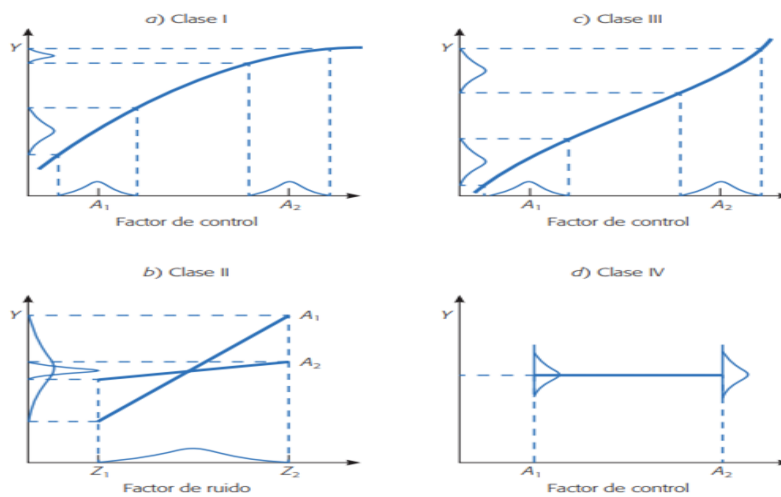 a) Clase I
Y
A1
A2
Factor de control
c) Clase III
Y
A1
A2
Factor de control
b) Clase II
Y
A1
A2
Z1
Z2
Factor de ruido
d) Clase IV
Y
A1
A2
Factor de control